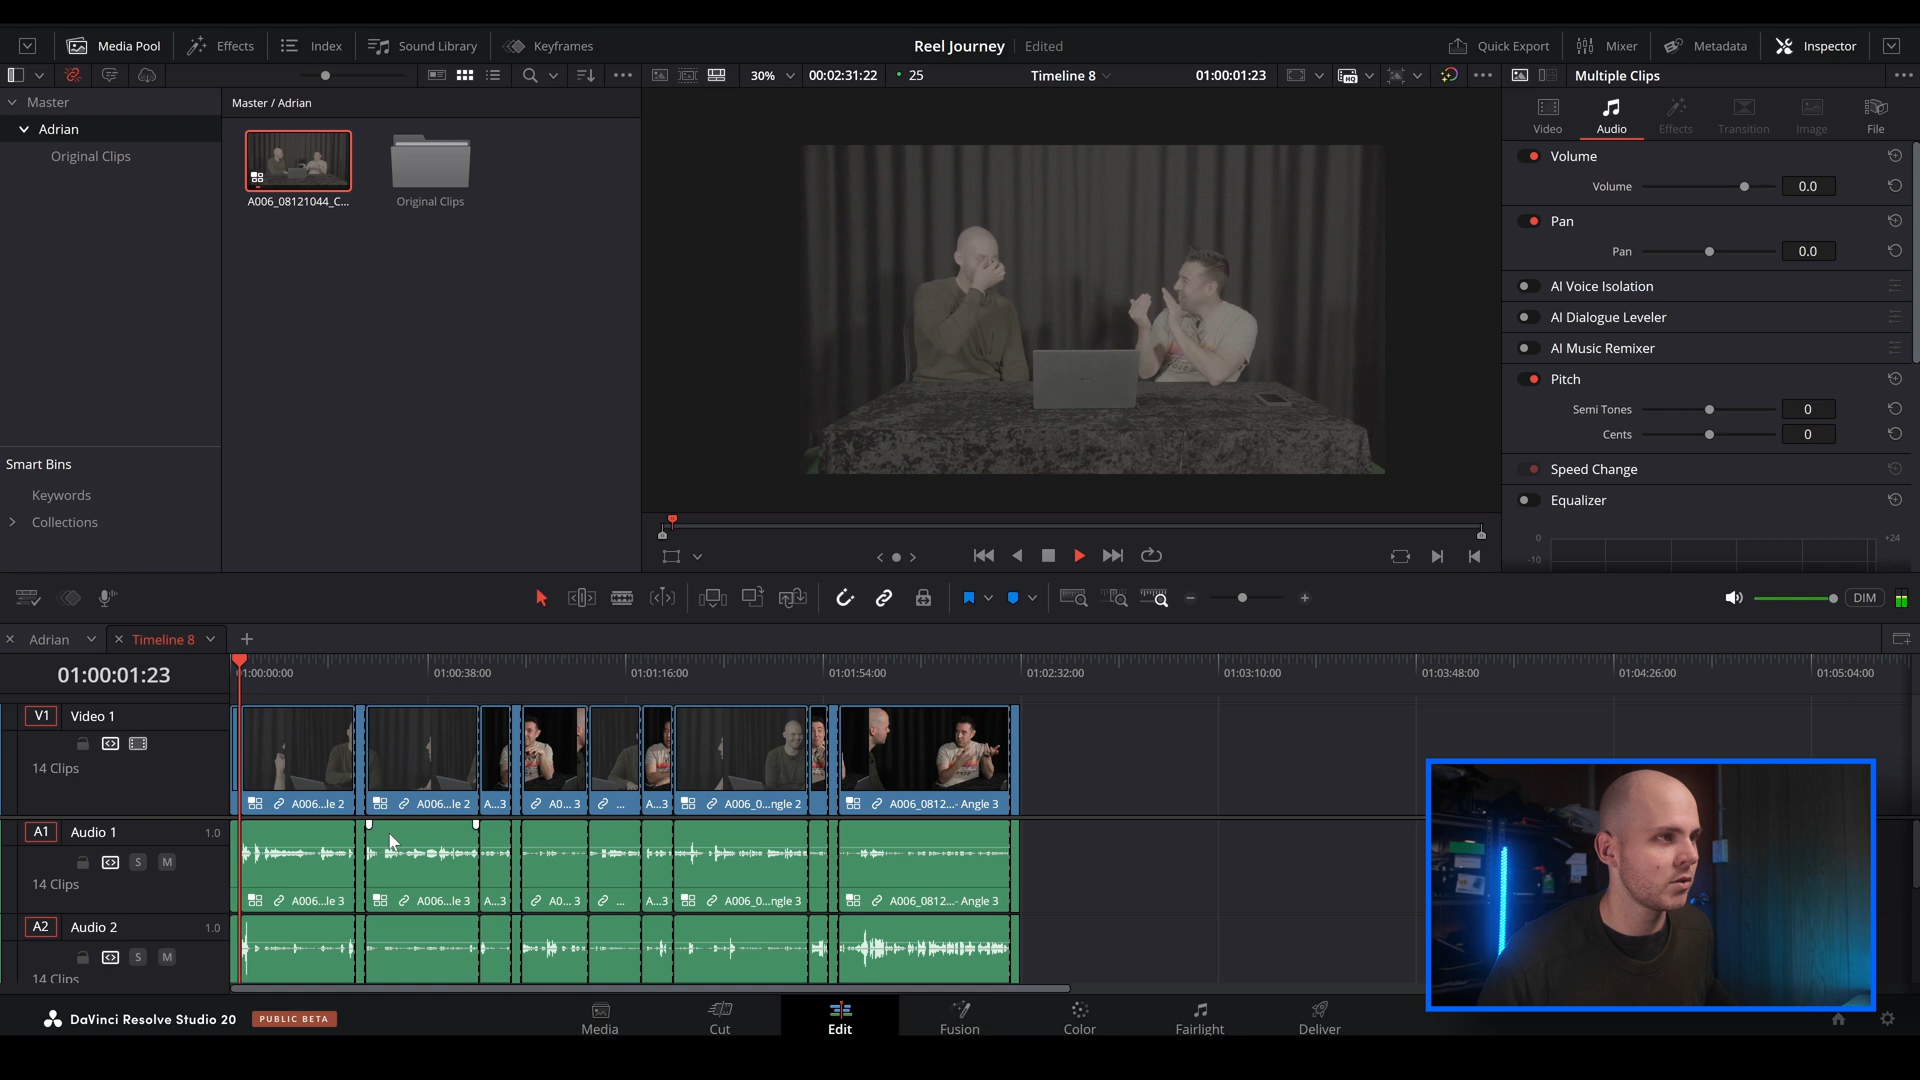 Media Pool Effects Index Sound Library Keyframes Reel Journey Edited Quick Export Mixer Metadata Inspector
30% 00:02:31:22 25 Timeline 8 01:00:01:23 Multiple Clips
Master
Adrian
Original Clips
Master / Adrian
A006_08121044_C...
Original Clips
Smart Bins
Keywords
Collections
Video Audio Effects Transition Image File
Volume
Volume 0.0
Pan
Pan 0.0
AI Voice Isolation
AI Dialogue Leveler
AI Music Remixer
Pitch
Semi Tones 0
Cents 0
Speed Change
Equalizer
0 +24
-10
DIM
Adrian Timeline 8
01:00:01:23
01:00:00:00 01:00:38:00 01:01:16:00 01:01:54:00 01:02:32:00 01:03:10:00 01:03:48:00 01:04:26:00 01:05:04:00
V1 Video 1
14 Clips
A006...le 2 A006...le 2 A...3 A0... 3 ... A...3 A006_0...ngle 2 A006_0812...- Angle 3
A1 Audio 1 1.0
S M
14 Clips
A006...le 3 A006...le 3 A...3 A0... 3 ... A...3 A006_0...ngle 3 A006_0812...- Angle 3
A2 Audio 2 1.0
S M
14 Clips
DaVinci Resolve Studio 20 PUBLIC BETA
Media Cut Edit Fusion Color Fairlight Deliver